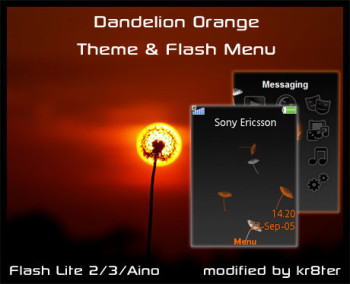 Dandelion Orange
Theme & Flash Menu
Messaging
Sony Ericsson
14.20
-Sep-05
Menu
Flash Lite 2/3/Aino
modified by kr8ter